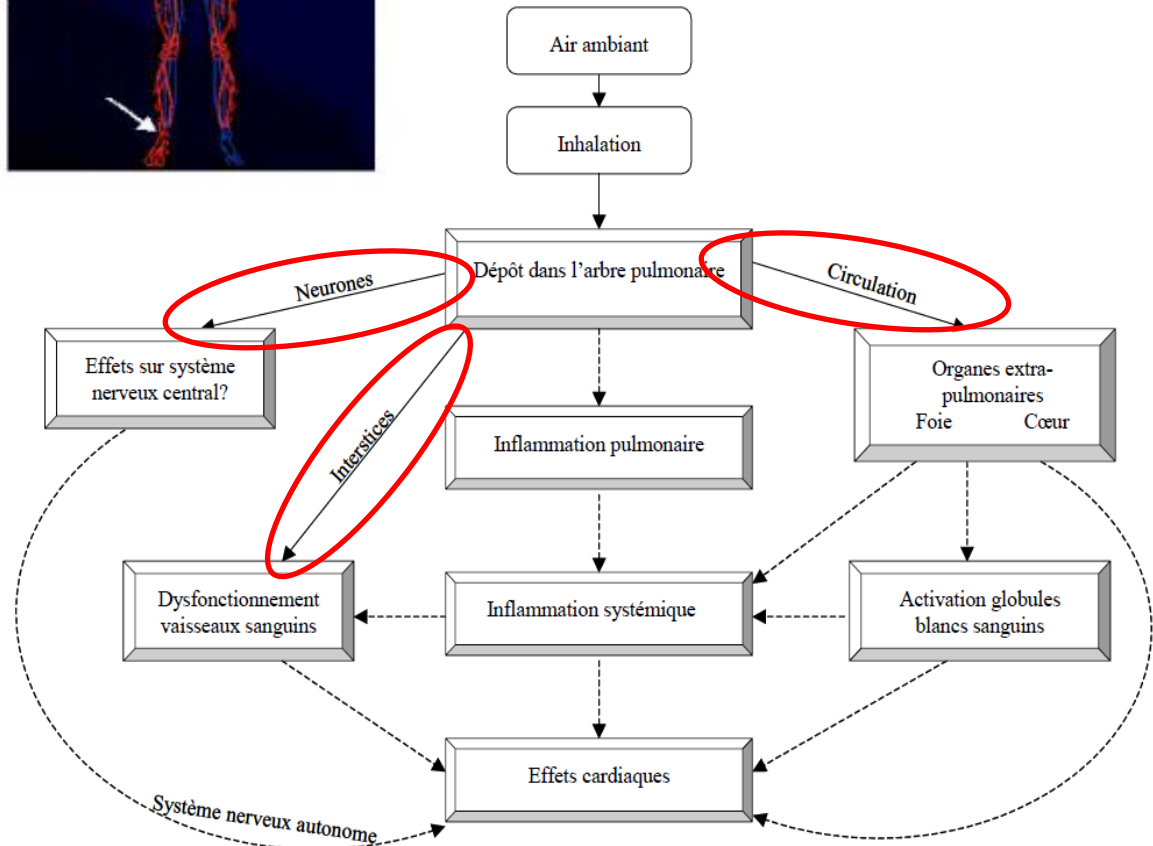 Air ambiant
Inhalation
Dépôt dans l’arbre pulmonaire
Neurones
Circulation
Effets sur système
nerveux central?
Interstices
Organes extra-
pulmonaires
Foie Cœur
Inflammation pulmonaire
Dysfonctionnement
vaisseaux sanguins
Inflammation systémique
Activation globules
blancs sanguins
Effets cardiaques
Système nerveux autonome